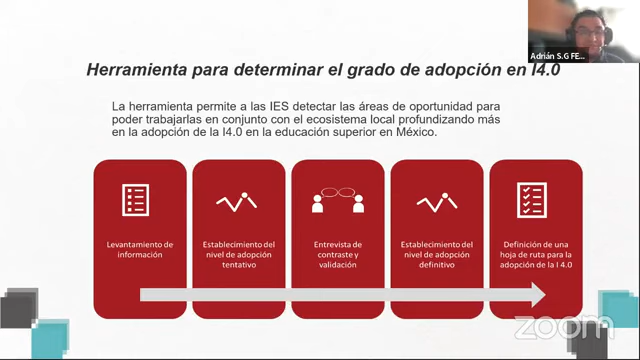 Adrián S.G FE...
Herramienta para determinar el grado de adopción en I4.0
La herramienta permite a las IES detectar las áreas de oportunidad para
poder trabajarlas en conjunto con el ecosistema local profundizando más
en la adopción de la I4.0 en la educación superior en México.
Levantamiento de
información
Establecimiento del
nivel de adopción
tentativo
Entrevista de
contraste y
validación
Establecimiento del
nivel de adopción
definitivo
Definición de una
hoja de ruta para la
adopción de la I 4.0
zoom